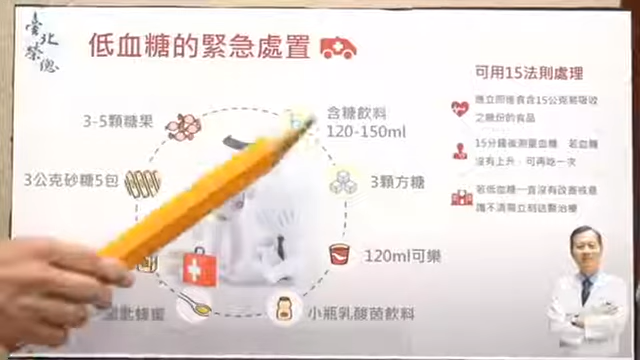 臺北榮總
低血糖的緊急處置
可用15法則處理
3-5顆糖果
含糖飲料
120-150ml
應立即進食含15公克易吸收
之糖份的食品
3公克砂糖5包
3顆方糖
15分鐘後測量血糖 若血糖
沒有上升，可再吃一次
若低血糖一直沒有改善或意
識不清需立刻送醫治療
120ml可樂
匙蜂蜜
小瓶乳酸菌飲料